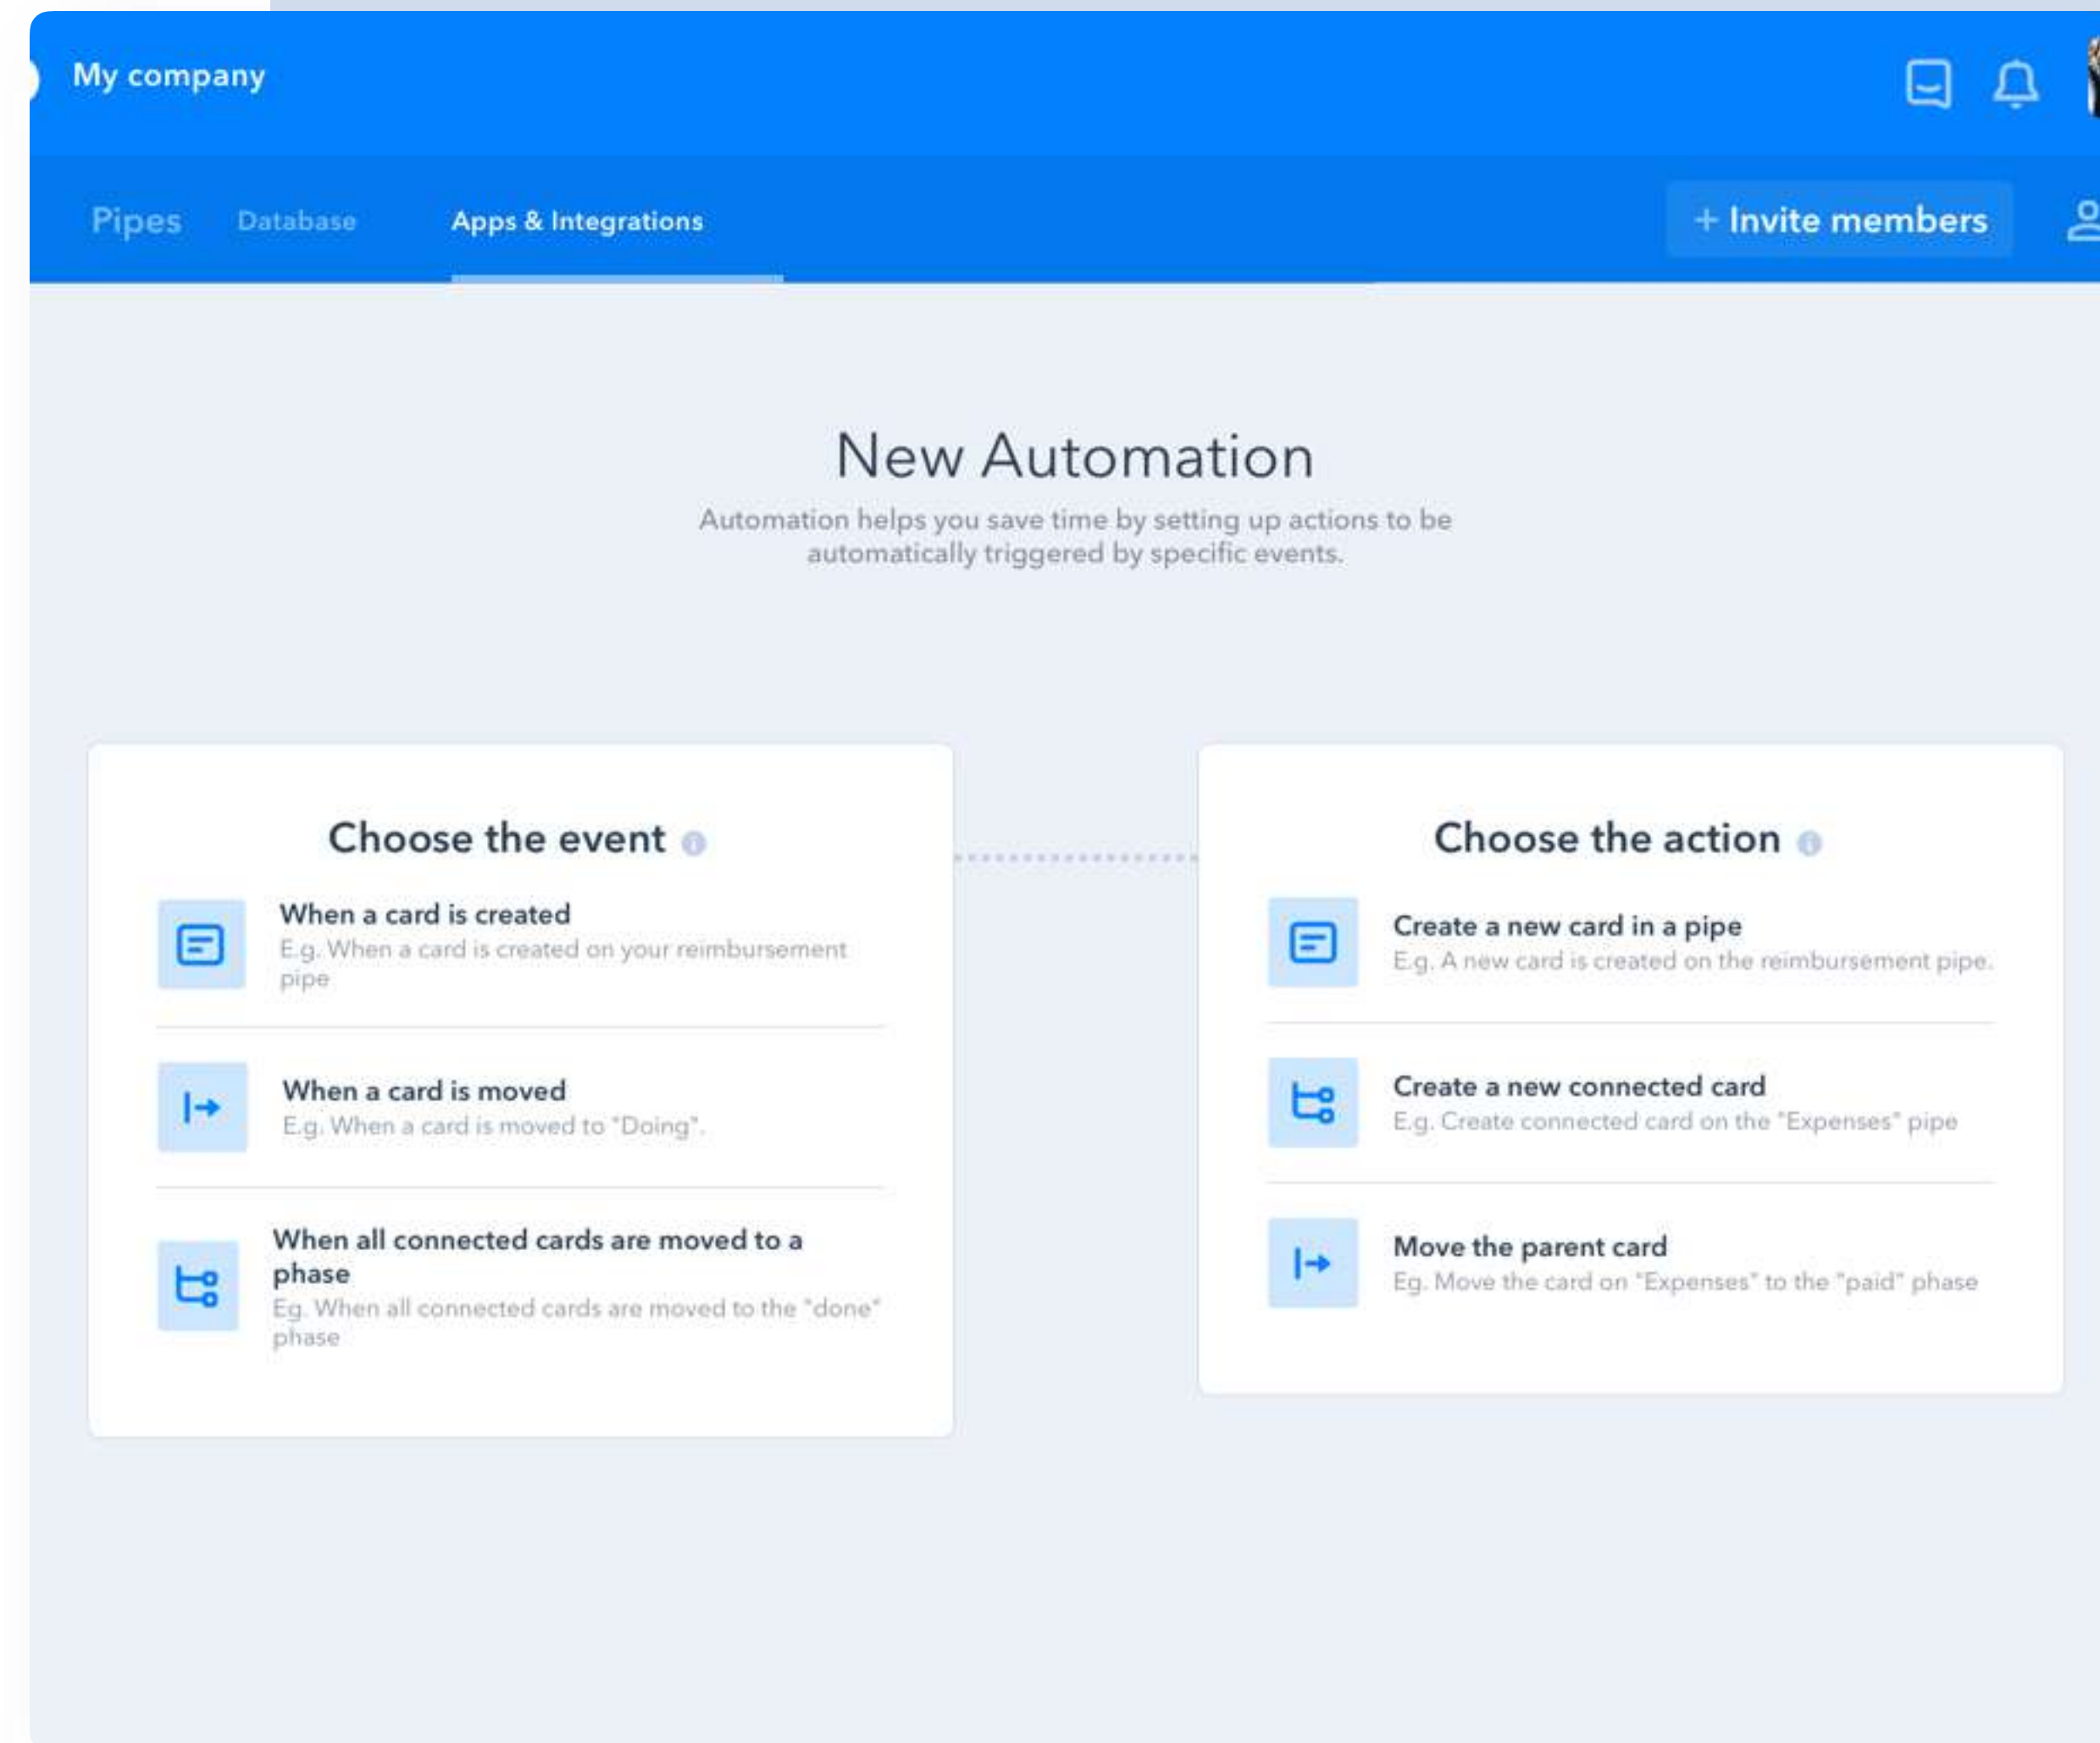 My company
Pipes
Database
Apps & Integrations
+ Invite members
New Automation
Automation helps you save time by setting up actions to be
automatically triggered by specific events.
Choose the event
When a card is created
E.g. When a card is created on your reimbursement
pipe
When a card is moved
E.g. When a card is moved to "Doing".
When all connected cards are moved to a
phase
Eg. When all connected cards are moved to the "done"
phase
Choose the action
Create a new card in a pipe
E.g. A new card is created on the reimbursement pipe.
Create a new connected card
E.g. Create connected card on the "Expenses" pipe
Move the parent card
Eg. Move the card on "Expenses" to the "paid" phase